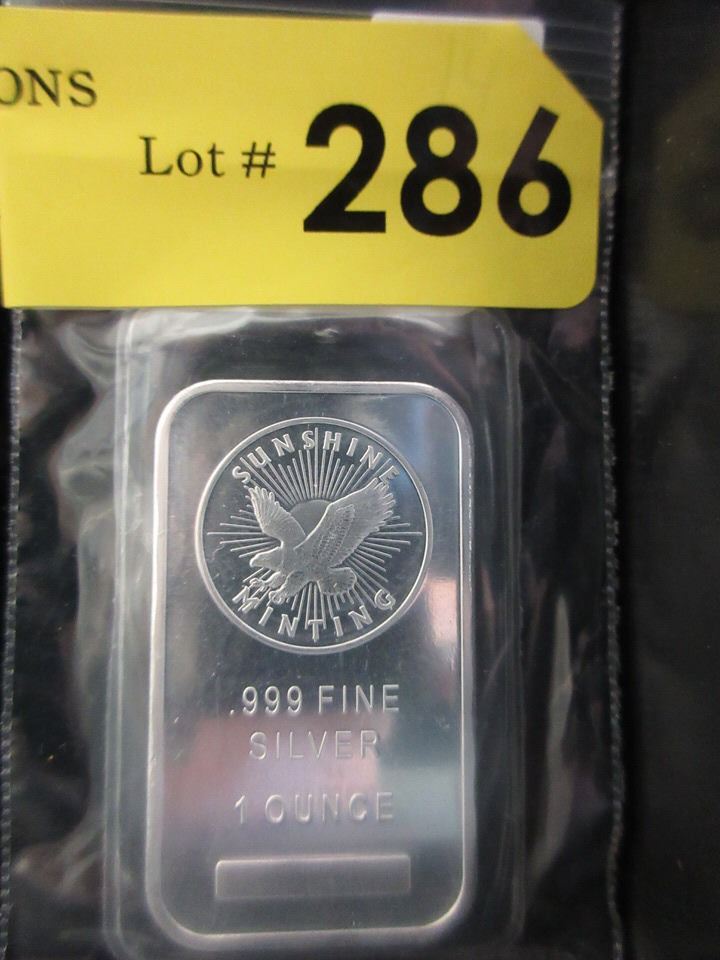 ONS
Lot # 286
SUNSHINE
MINTING
.999 FINE
SILVER
1 OUNCE